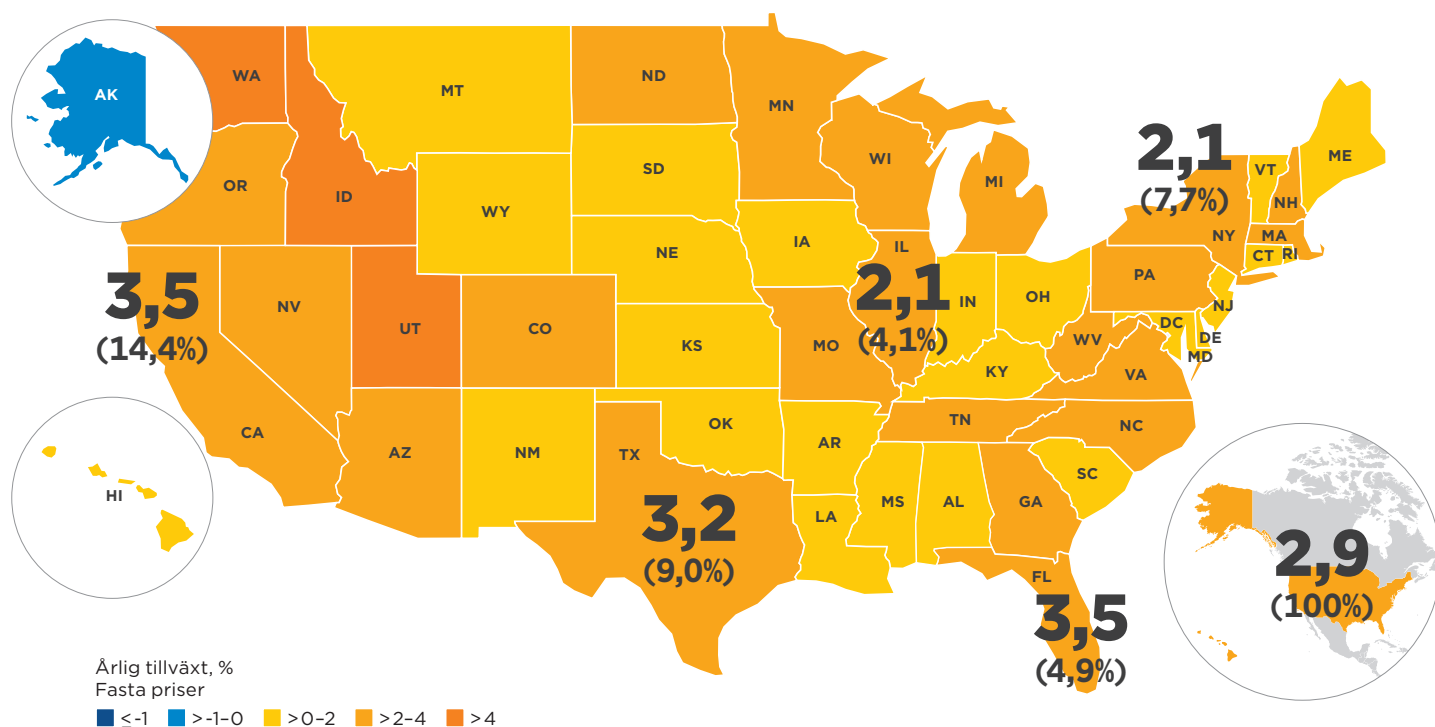 WA
ND
AK
MT
MN
ME
2,1
WI
VT
SD
MI
OR
(7,7%)
ID
NH
WY
NY
MA
IA
IL
NE
CT
RI
PA
3,5
2,1
OH
IN
NV
NJ
DC
UT
CO
DE
(14,4%)
(4,1%)
WV
KS
MO
MD
KY
VA
TN
OK
NC
CA
AR
AZ
NM
TX
SC
HI
MS
AL
GA
3,2
LA
2,9
(9,0%)
FL
3,5
(100%)
(4,9%)
Årlig tillväxt, %
Fasta priser
≤-1 >-1–0 >0–2 >2–4 >4